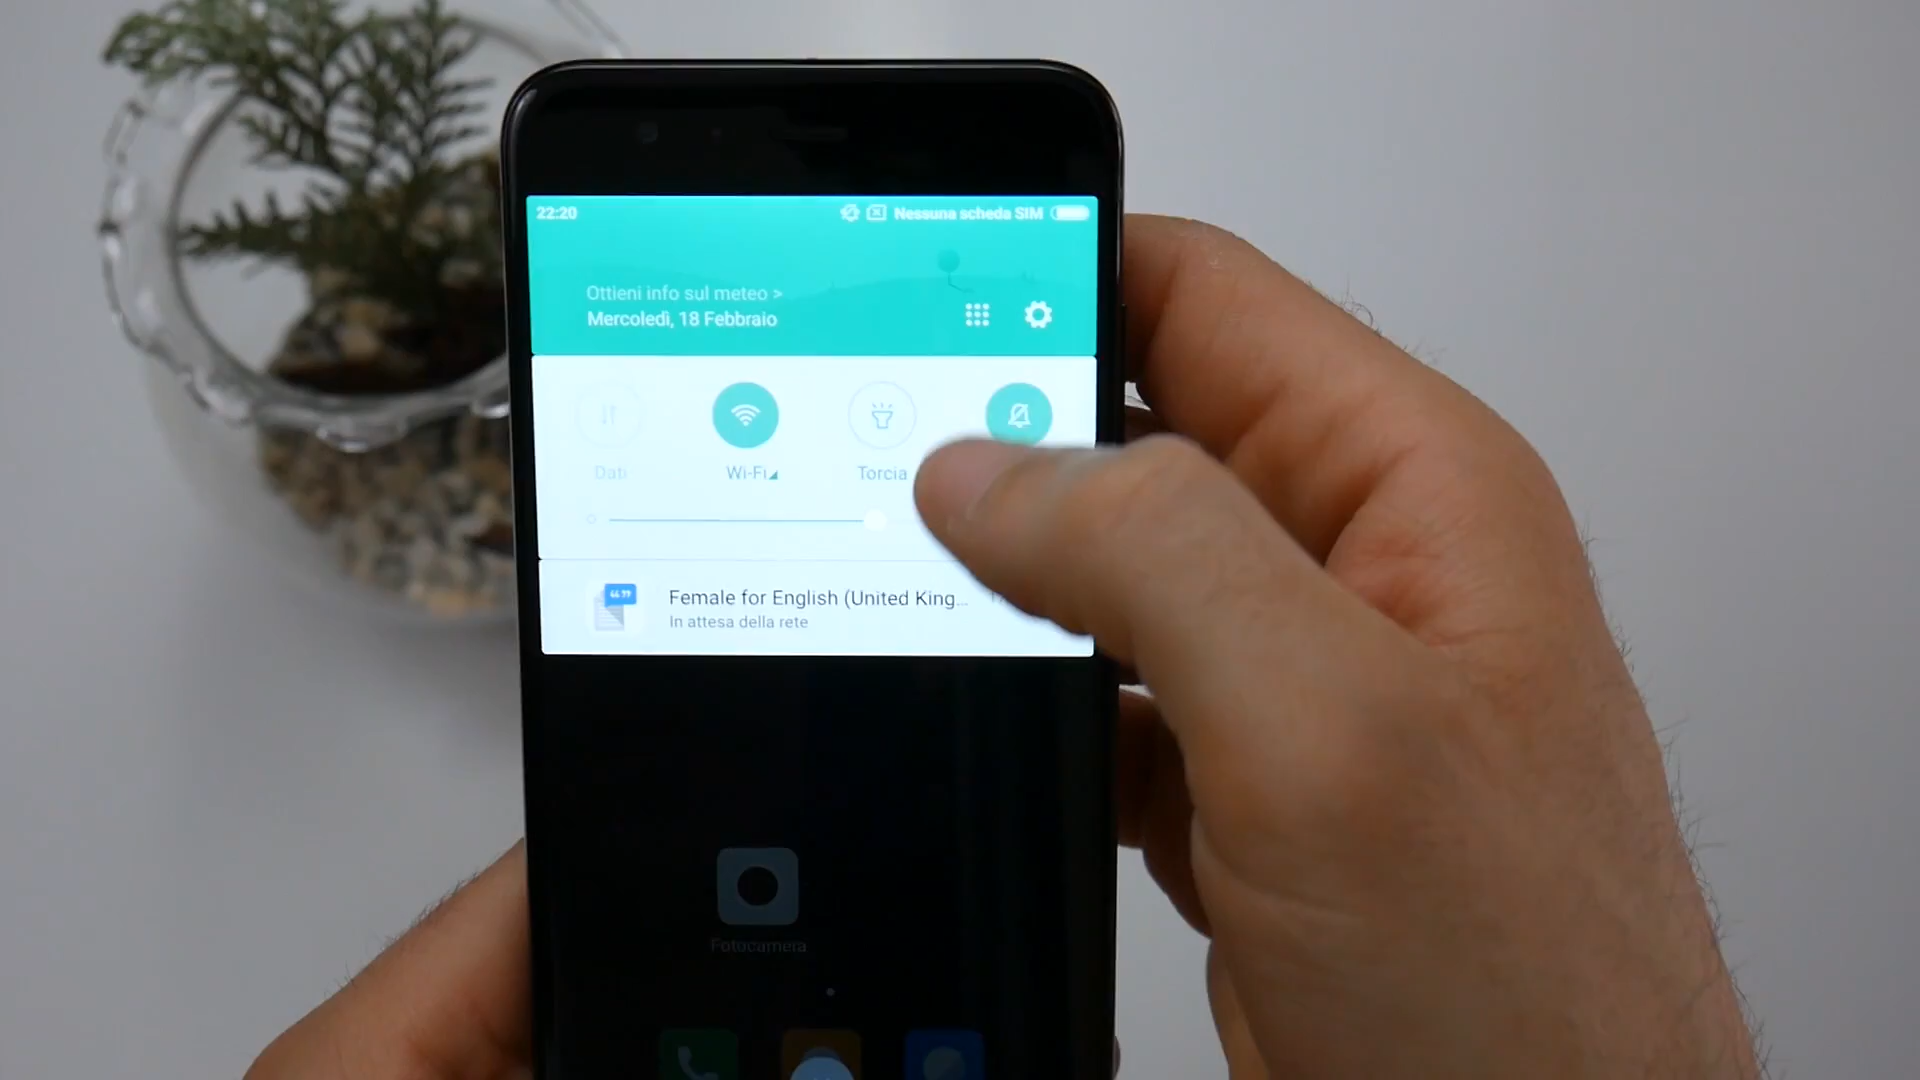 22:20
Nessuna scheda SIM
Ottieni info sul meteo >
Mercoledì, 18 Febbraio
Dati
Wi-Fi
Torcia
Female for English (United King...
In attesa della rete
Fotocamera